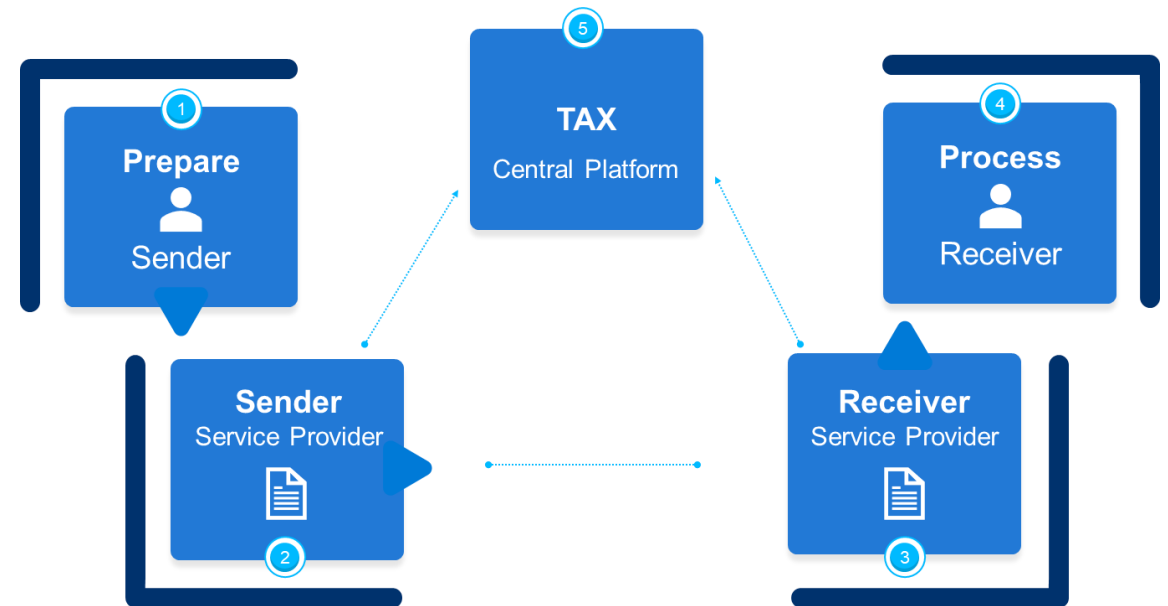 1
Prepare
Sender
2
Sender
Service Provider
3
Receiver
Service Provider
4
Process
Receiver
5
TAX
Central Platform